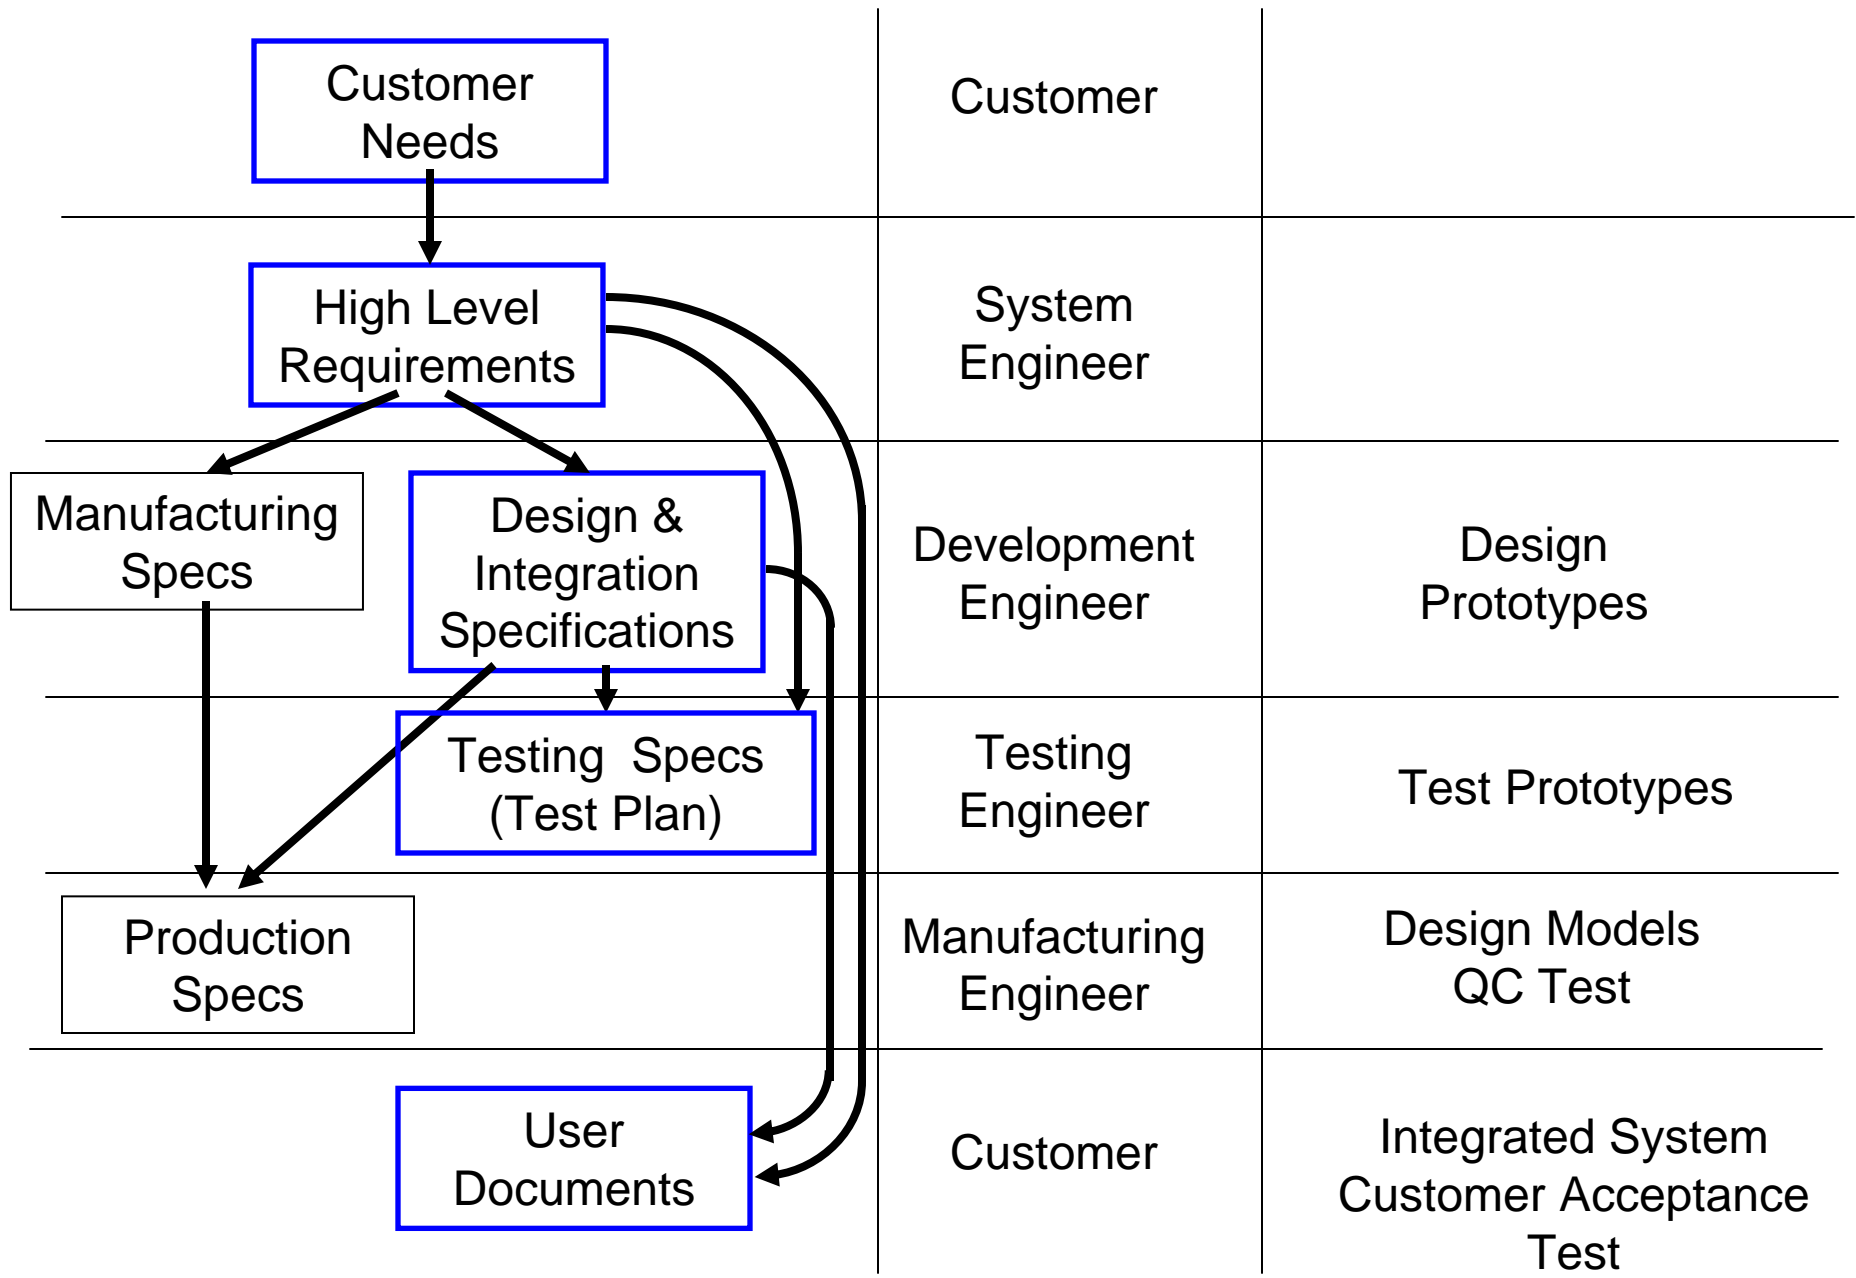 Customer
Needs
Customer
High Level
Requirements
System
Engineer
Manufacturing
Specs
Design &
Integration
Specifications
Development
Engineer
Design
Prototypes
Testing  Specs
(Test Plan)
Testing
Engineer
Test Prototypes
Production
Specs
Manufacturing
Engineer
Design Models
QC Test
User
Documents
Customer
Integrated System
Customer Acceptance
Test